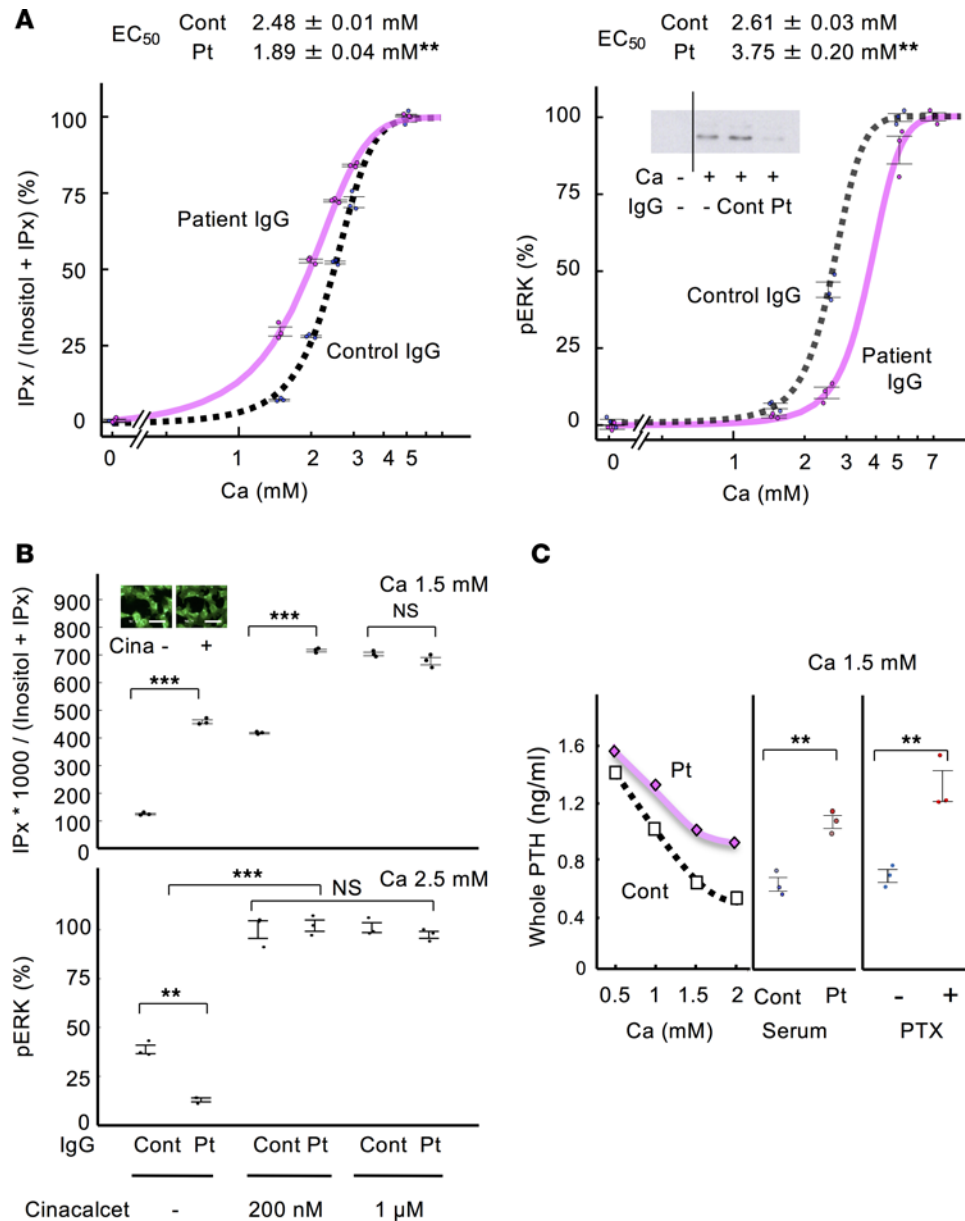 A
EC50 Cont 2.48 ± 0.01 mM
Pt 1.89 ± 0.04 mM**
IPx / (Inositol + IPx) (%)
100
75
50
25
0
Patient IgG
Control IgG
0 1 2 3 4 5
Ca (mM)
EC50 Cont 2.61 ± 0.03 mM
Pt 3.75 ± 0.20 mM**
pERK (%)
100
75
50
25
0
Ca - + + +
IgG - - Cont Pt
Control IgG
Patient
IgG
0 1 2 3 4 5 7
Ca (mM)
B
IPx * 1000 / (Inositol + IPx)
Ca 1.5 mM
900
800
700
600
500
400
300
200
100
0
Cina - +
***
***
NS
pERK (%)
Ca 2.5 mM
100
75
50
25
0
***
NS
**
IgG Cont Pt Cont Pt Cont Pt
Cinacalcet - 200 nM 1 µM
C
Ca 1.5 mM
Whole PTH (ng/ml)
1.6
1.2
0.8
0.4
0
Pt
Cont
**
**
0.5 1 1.5 2
Ca (mM)
Cont Pt
Serum
- +
PTX